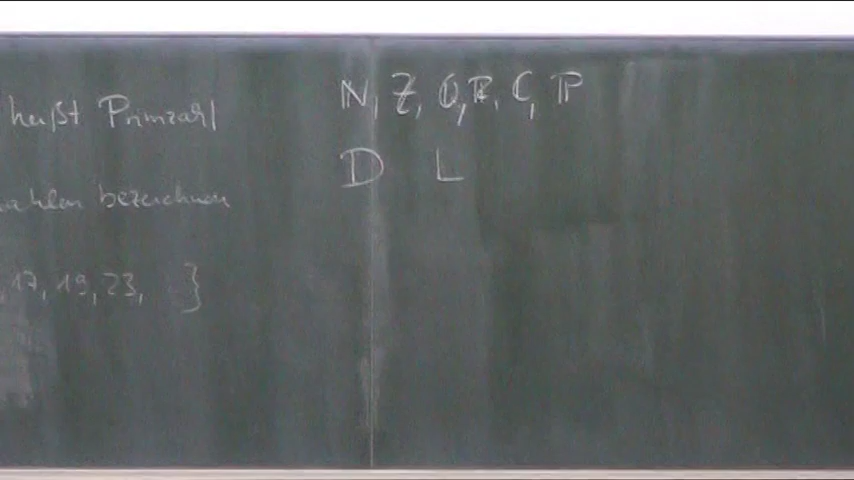 heißt Primzahl
zahlen bezeichnen
, 17, 19, 23, }
ℕ, ℤ, ℚ, ℝ, ℂ, ℙ
D L